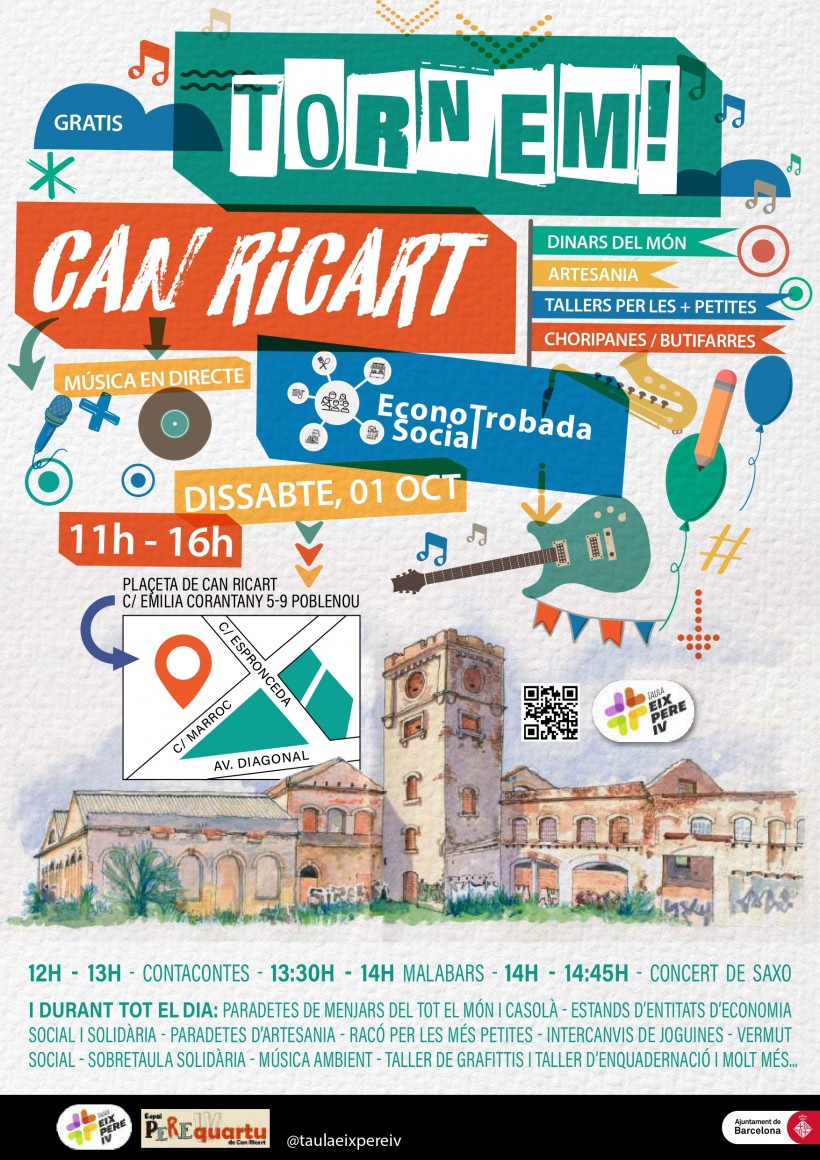 GRATIS
TORNEM!
CAN RICART
DINARS DEL MÓN
ARTESANIA
TALLERS PER LES + PETITES
CHORIPANES / BUTIFARRES
MÚSICA EN DIRECTE
EconoTrobada
Social
DISSABTE, 01 OCT
11h - 16h
PLAÇETA DE CAN RICART
C/ EMILIA CORANTANY 5-9 POBLENOU
C/ ESPRONCEDA
C/ MARROC
AV. DIAGONAL
TAULA
EIX
PERE
IV
12H - 13H - CONTACONTES - 13:30H - 14H MALABARS - 14H - 14:45H - CONCERT DE SAXO
I DURANT TOT EL DIA: PARADETES DE MENJARS DEL TOT EL MÓN I CASOLÀ - ESTANDS D'ENTITATS D'ECONOMIA
SOCIAL I SOLIDÀRIA - PARADETES D'ARTESANIA - RACÓ PER LES MÉS PETITES - INTERCANVIS DE JOGUINES - VERMUT
SOCIAL - SOBRETAULA SOLIDÀRIA - MÚSICA AMBIENT - TALLER DE GRAFITTIS I TALLER D'ENQUADERNACIÓ I MOLT MÉS...
TAULA
EIX
PERE
IV
Espai
PEREIV quartu
de Can Ricart
@taulaeixpereiv
Ajuntament de
Barcelona